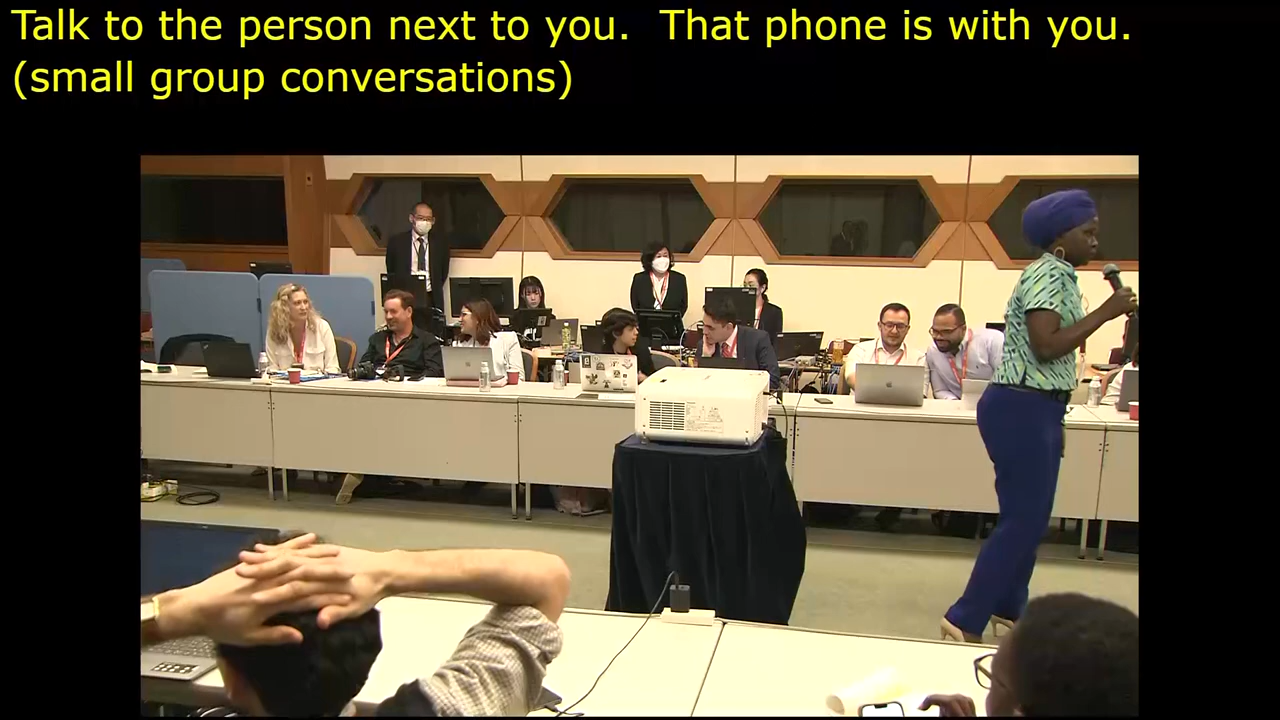 Talk to the person next to you.  That phone is with you.
(small group conversations)